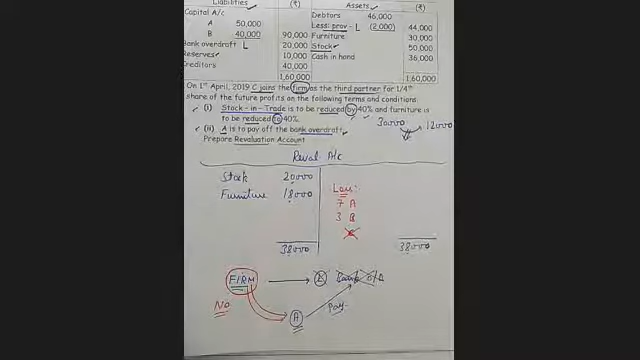 Liabilities (₹) Assets (₹)
Capital A/c Debtors 46,000
A 50,000 Less: prov - L (2,000) 44,000
B 40,000 90,000 Furniture 30,000
Bank overdraft L 20,000 Stock 50,000
Reserves 10,000 Cash in hand 36,000
Creditors 40,000
1,60,000 1,60,000
On 1st April, 2019 C joins the firm as the third partner for 1/4th
share of the future profits on the following terms and conditions
(i) Stock - in - Trade is to be reduced by 40% and furniture is
to be reduced to 40%. 30000 12000
(ii) A is to pay off the bank overdraft
Prepare Revaluation Account
Reval A/c
Stock 20000
Furniture 18000 Loss:
7 A
3 B
38000 38000
FIRM
No A Pay